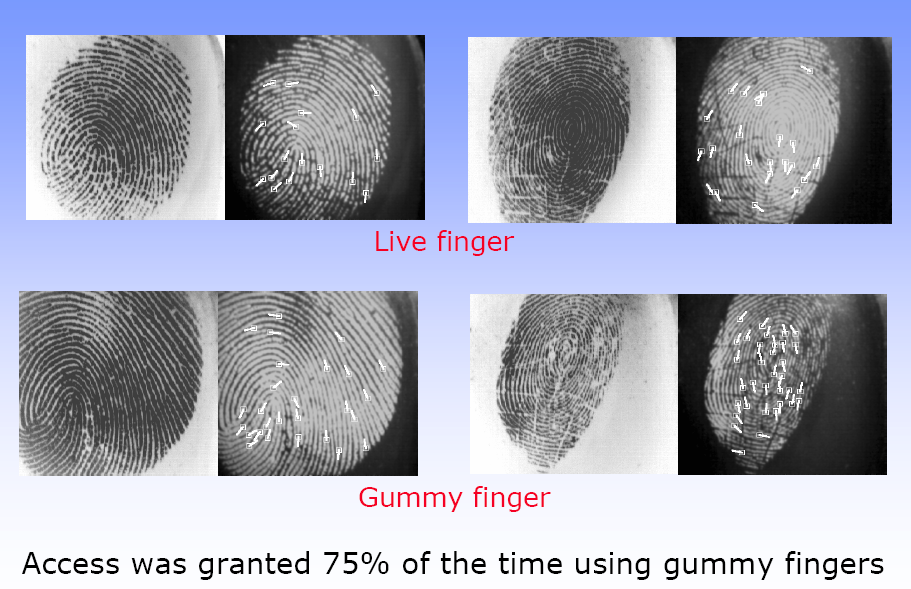 Live finger
Gummy finger
Access was granted 75% of the time using gummy fingers